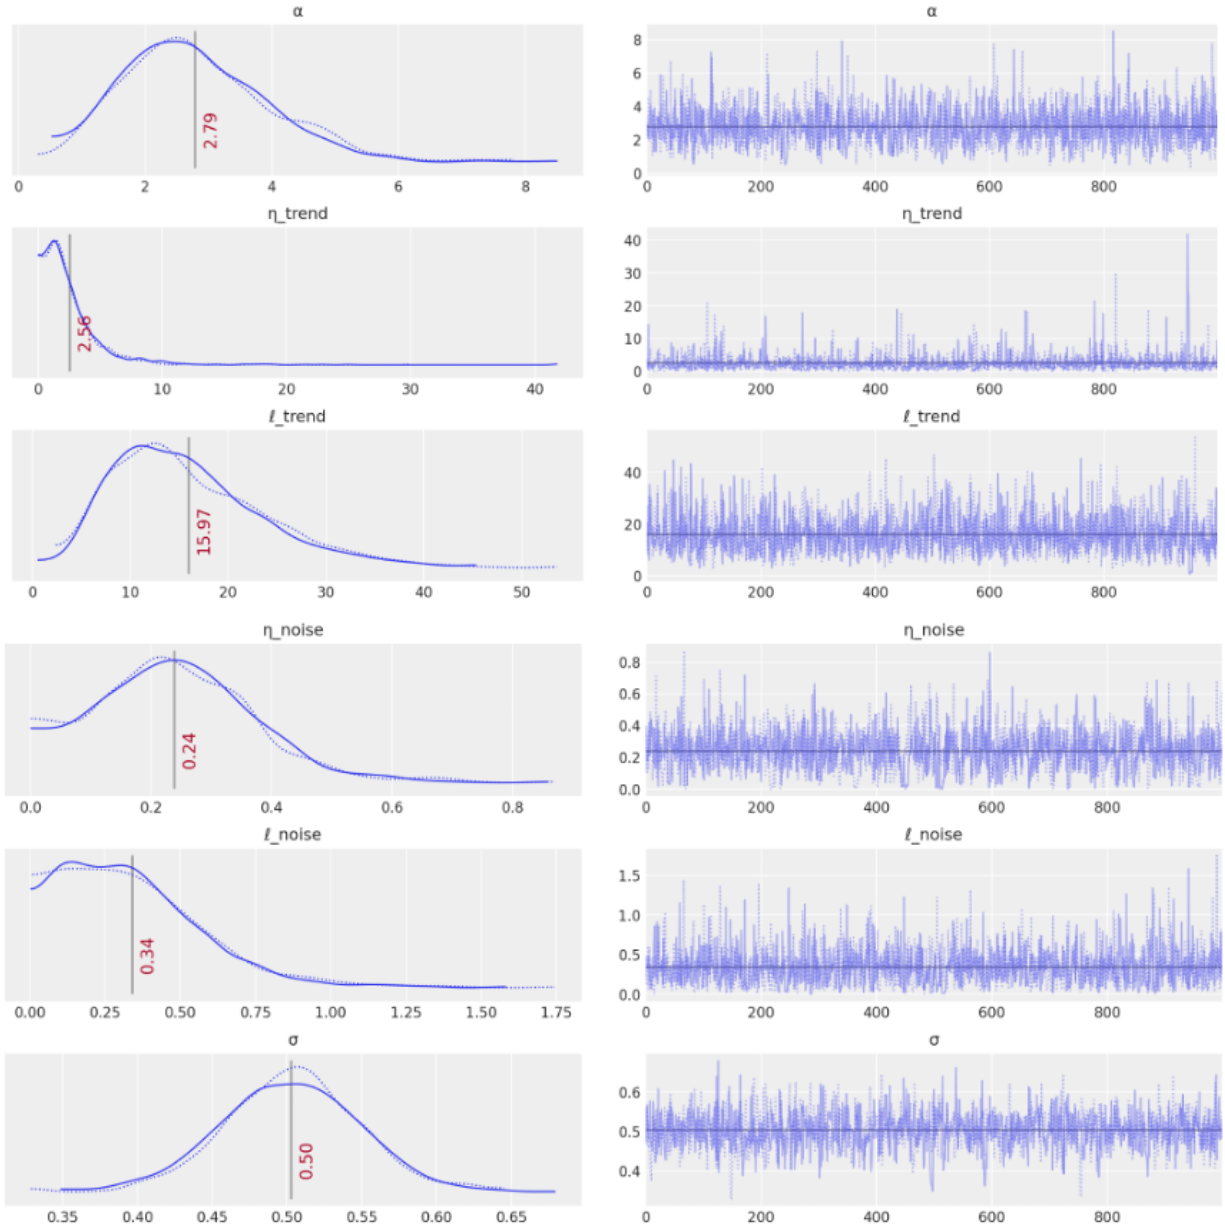 α
α
2.79
0 2 4 6 8
8
6
4
2
0
0 200 400 600 800
η_trend
η_trend
2.56
0 10 20 30 40
40
30
20
10
0
0 200 400 600 800
ℓ_trend
ℓ_trend
15.97
0 10 20 30 40 50
40
20
0
0 200 400 600 800
η_noise
η_noise
0.24
0.0 0.2 0.4 0.6 0.8
0.8
0.6
0.4
0.2
0.0
0 200 400 600 800
ℓ_noise
ℓ_noise
0.34
0.00 0.25 0.50 0.75 1.00 1.25 1.50 1.75
1.5
1.0
0.5
0.0
0 200 400 600 800
σ
σ
0.50
0.35 0.40 0.45 0.50 0.55 0.60 0.65
0.6
0.5
0.4
0 200 400 600 800